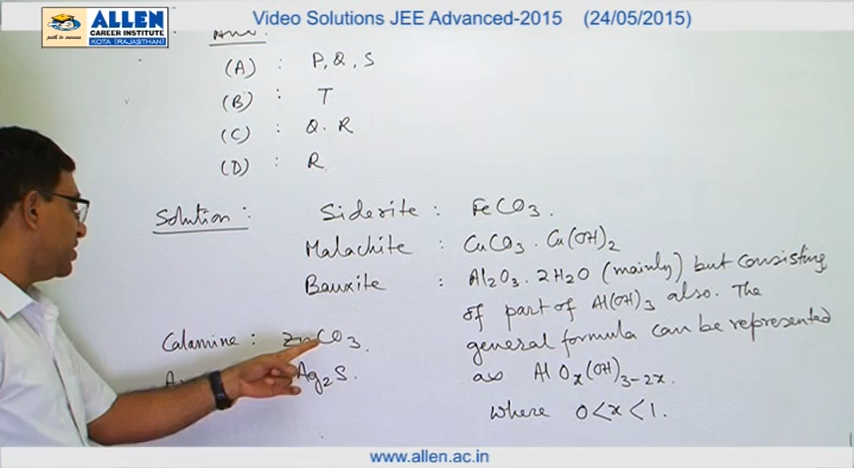 Video Solutions JEE Advanced-2015 (24/05/2015)
ALLEN
CAREER INSTITUTE
KOTA (RAJASTHAN)
path to success
Ans.
(A) : P, Q, S
(B) : T
(C) : Q. R
(D) : R
Solution : Siderite : FeCO₃.
Malachite : CuCO₃ · Cu(OH)₂
Bauxite : Al₂O₃ · 2H₂O (mainly) but consisting
of part of Al(OH)₃ also. The
general formula can be represented
as AlOₓ(OH)₃₋₂ₓ.
where 0<x<1.
Calamine : ZnCO₃.
Ag₂S.
www.allen.ac.in